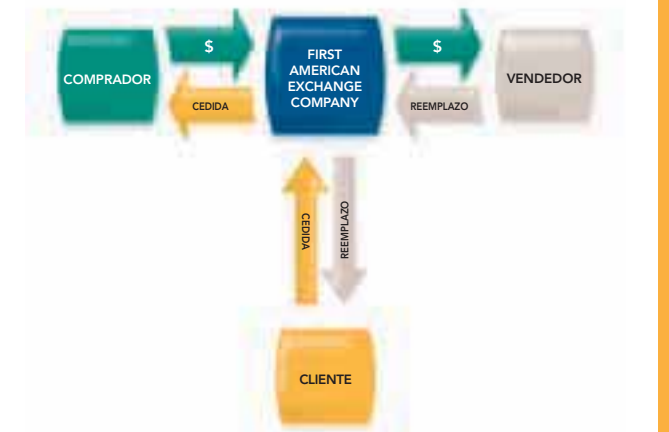 $
FIRST
AMERICAN
EXCHANGE
COMPANY
$
COMPRADOR
VENDEDOR
CEDIDA
REEMPLAZO
CEDIDA
REEMPLAZO
CLIENTE